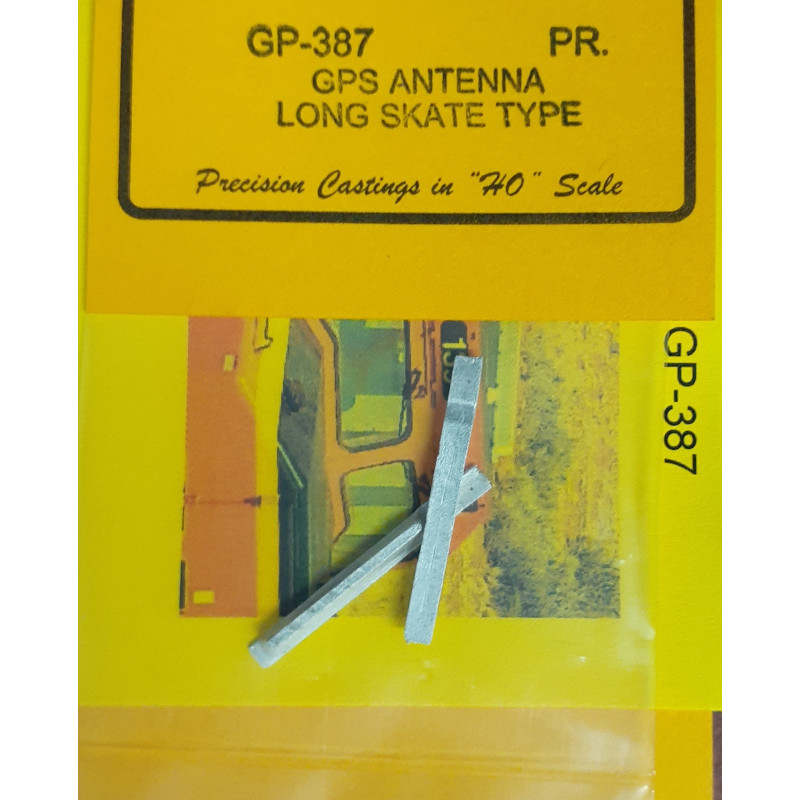 GP-387 PR.
GPS ANTENNA
LONG SKATE TYPE
Precision Castings in "HO" Scale
GP-387